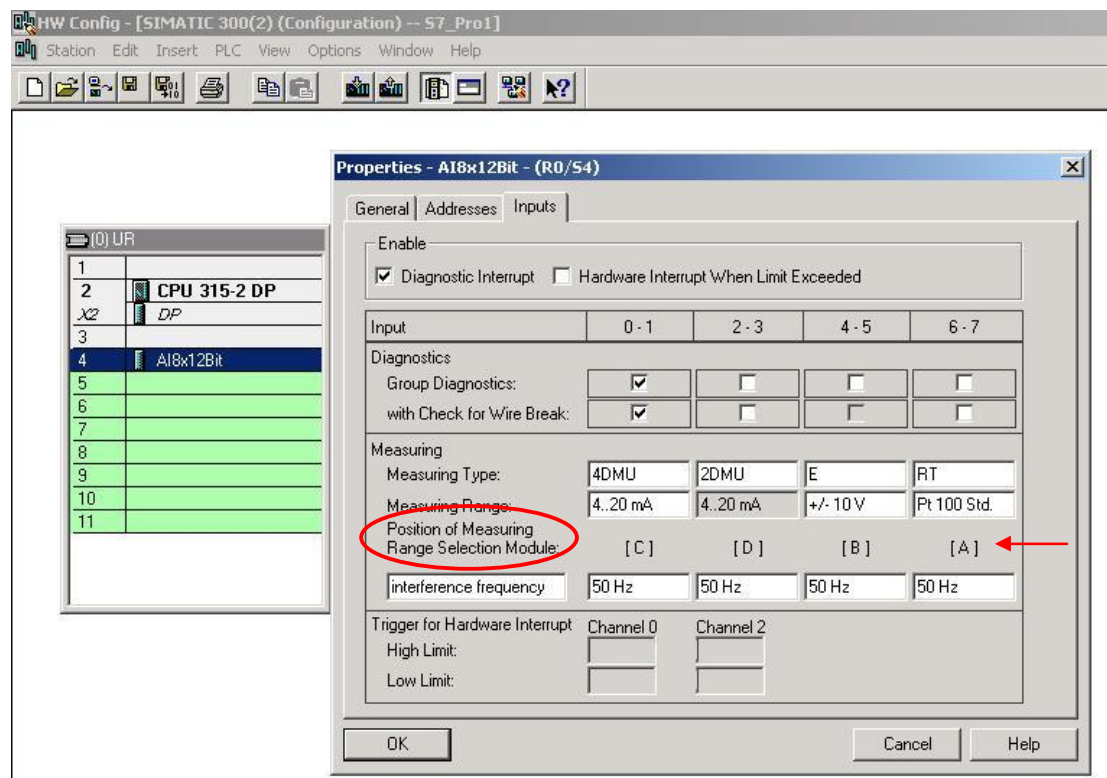 HW Config - [SIMATIC 300(2) (Configuration) -- S7_Pro1]
Station Edit Insert PLC View Options Window Help
(0) UR
1
2 CPU 315-2 DP
X2 DP
3
4 AI8x12Bit
5
6
7
8
9
10
11
Properties - AI8x12Bit - (R0/S4)
General Addresses Inputs
Enable
Diagnostic Interrupt Hardware Interrupt When Limit Exceeded
Input 0 - 1 2 - 3 4 - 5 6 - 7
Diagnostics
Group Diagnostics:
with Check for Wire Break:
Measuring
Measuring Type: 4DMU 2DMU E RT
Measuring Range: 4..20 mA 4..20 mA +/- 10 V Pt 100 Std.
Position of Measuring
Range Selection Module: [ C ] [ D ] [ B ] [ A ]
interference frequency 50 Hz 50 Hz 50 Hz 50 Hz
Trigger for Hardware Interrupt Channel 0 Channel 2
High Limit:
Low Limit:
OK Cancel Help